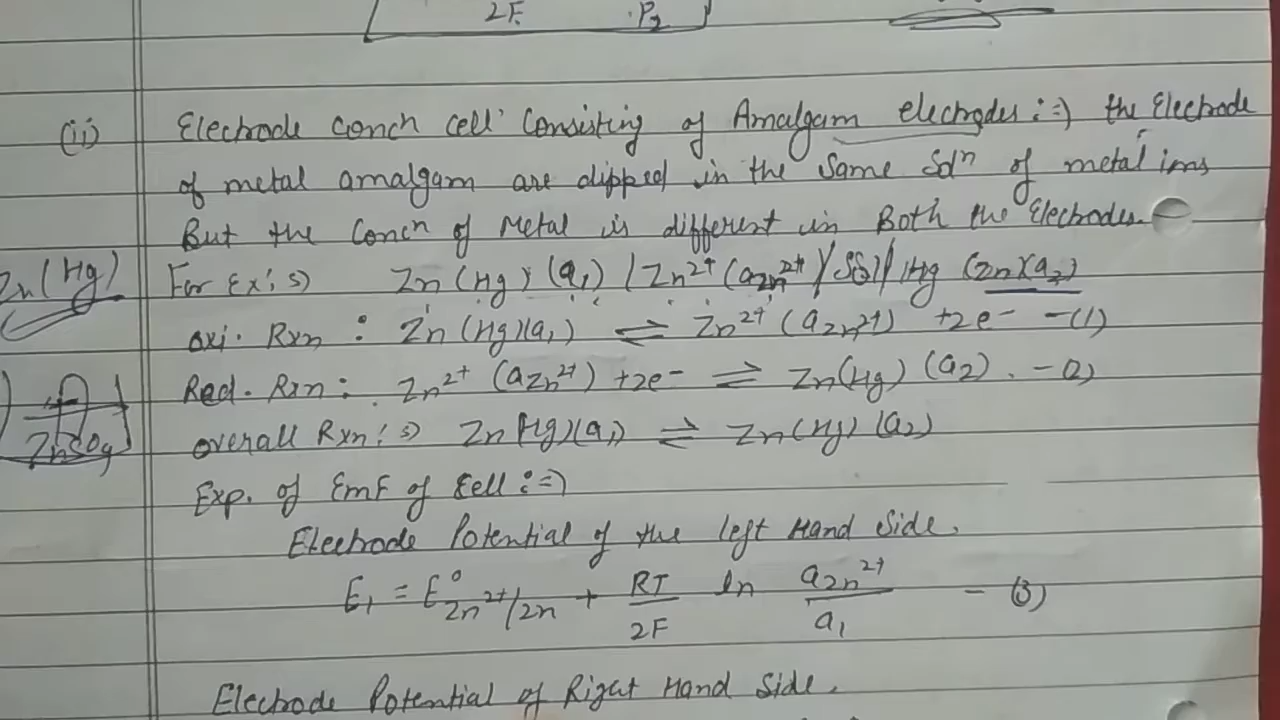 2F P2
(ii) Electrode Concn cell Consisting of Amalgam electrodes :=) the Electrode
of metal amalgam are dipped in the Same Soln of metal ions
But the Concn of Metal is different in Both the Electrodes.
Zn(Hg) For Ex:s) Zn(Hg)(a1) / Zn2+ (aZn2+) Hg (Zn)(a2)
oxi. Rxn : Zn(Hg)(a1) ⇌ Zn2+ (aZn2+) +2e- -(1)
Red. Rxn : Zn2+ (aZn2+) +2e- ⇌ Zn(Hg) (a2) . -(2)
ZnSO4 overall Rxn:s) Zn(Hg)(a1) ⇌ Zn(Hg) (a2)
Exp. of EmF of Cell :=)
Electrode Potential of the left Hand Side.
E1 = E°Zn2+/Zn + RT/2F ln aZn2+/a1 - (3)
Electrode Potential of Right Hand Side.